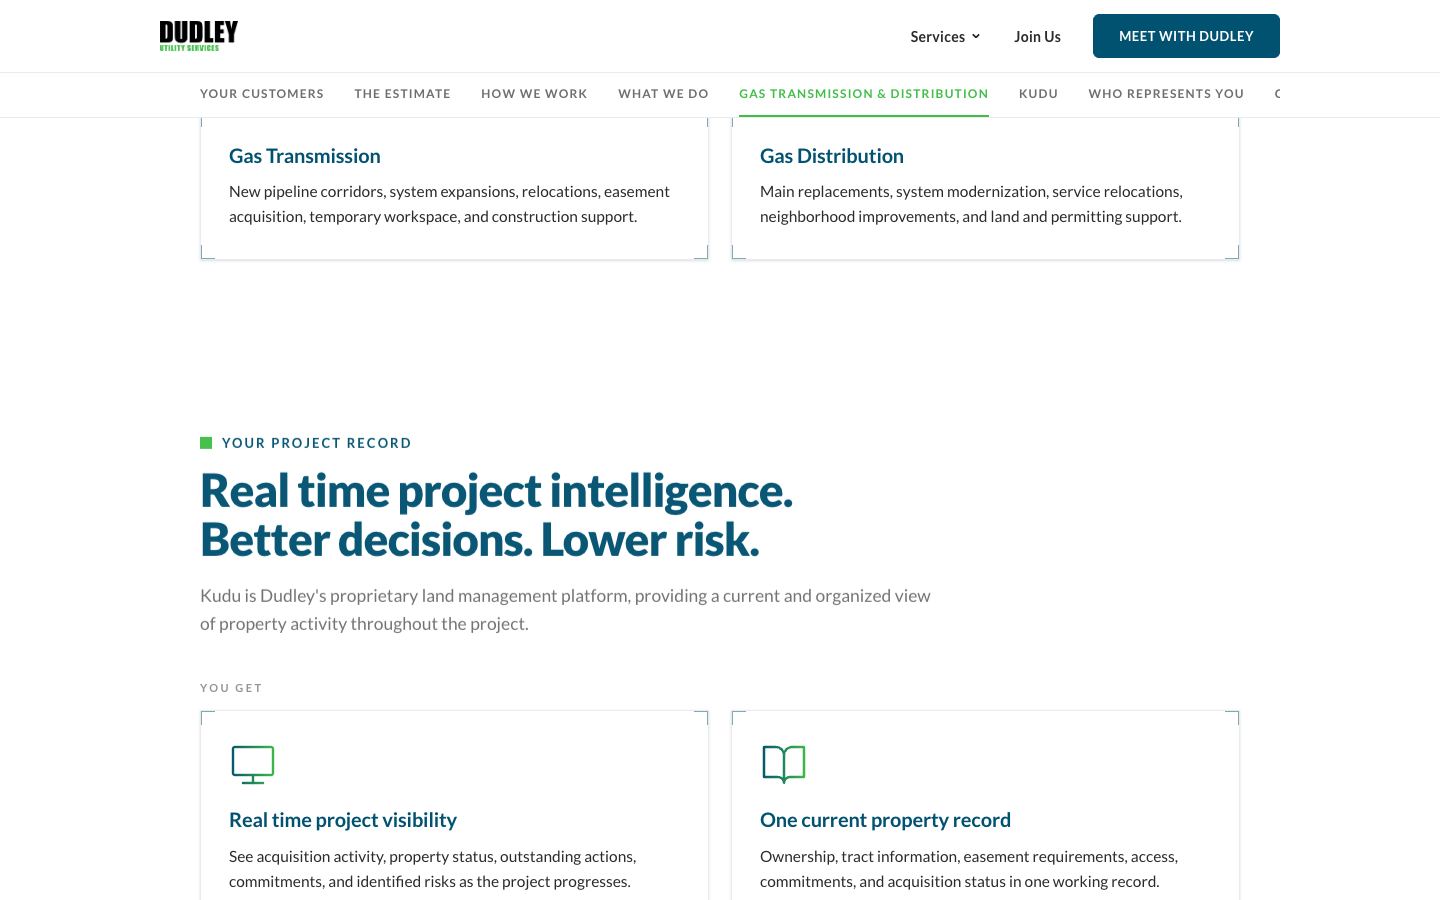 DUDLEY
UTILITY SERVICES
Services
Join Us
MEET WITH DUDLEY
YOUR CUSTOMERS
THE ESTIMATE
HOW WE WORK
WHAT WE DO
GAS TRANSMISSION & DISTRIBUTION
KUDU
WHO REPRESENTS YOU
Gas Transmission
New pipeline corridors, system expansions, relocations, easement
acquisition, temporary workspace, and construction support.
Gas Distribution
Main replacements, system modernization, service relocations,
neighborhood improvements, and land and permitting support.
YOUR PROJECT RECORD
Real time project intelligence.
Better decisions. Lower risk.
Kudu is Dudley's proprietary land management platform, providing a current and organized view
of property activity throughout the project.
YOU GET
Real time project visibility
See acquisition activity, property status, outstanding actions,
commitments, and identified risks as the project progresses.
One current property record
Ownership, tract information, easement requirements, access,
commitments, and acquisition status in one working record.